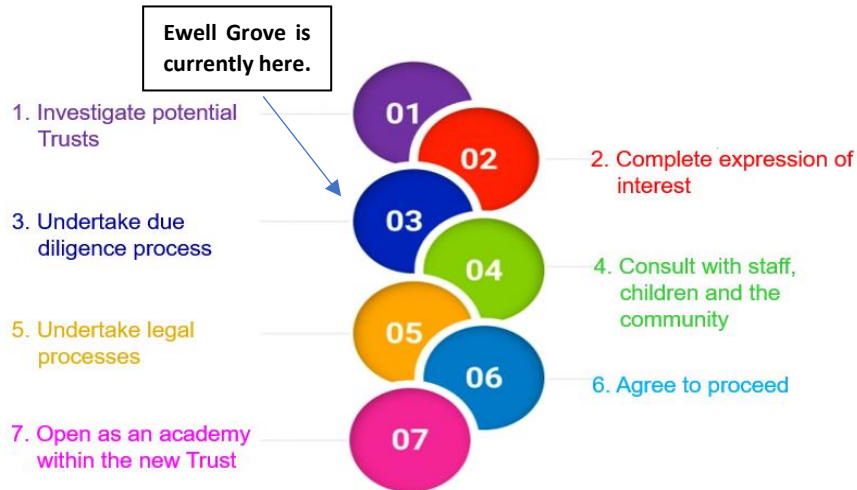 Ewell Grove is
currently here.
01
1. Investigate potential
Trusts
02
2. Complete expression of
interest
03
3. Undertake due
diligence process
04
4. Consult with staff,
children and the
community
05
5. Undertake legal
processes
06
6. Agree to proceed
07
7. Open as an academy
within the new Trust